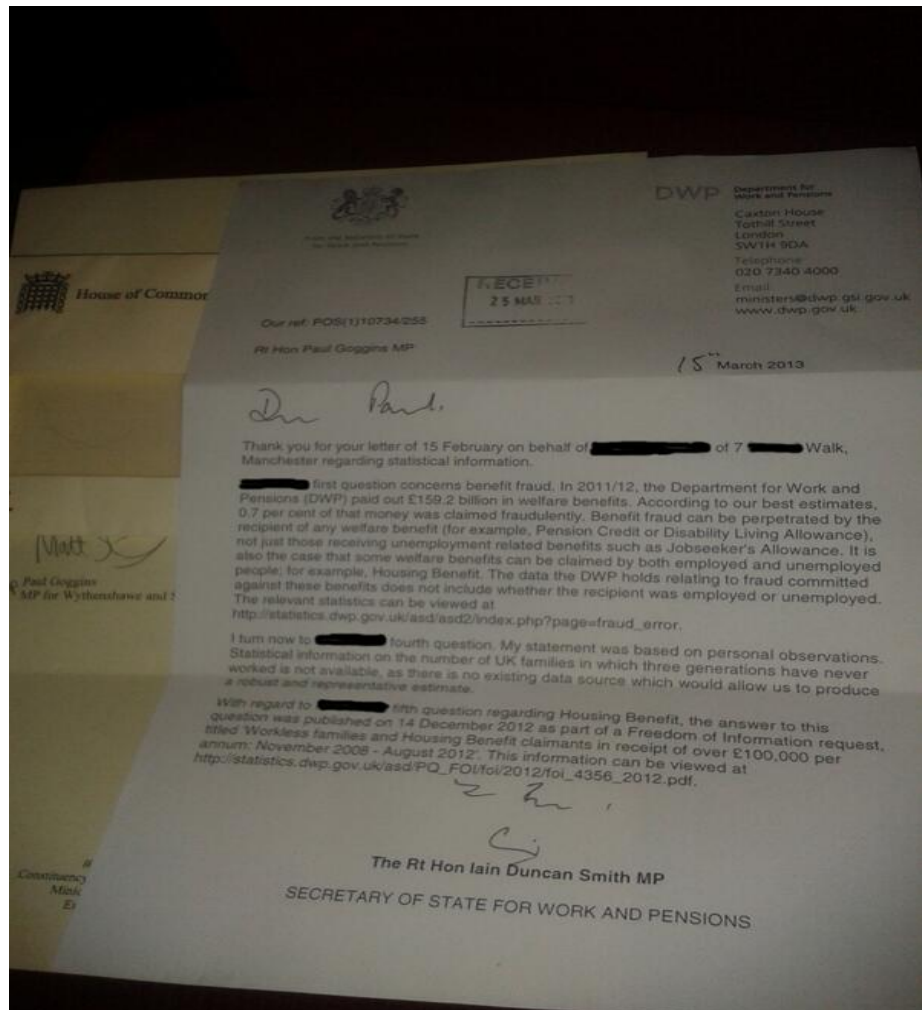 House of Common
Matt
Paul Goggins
MP for Wythenshawe and S
Constituency
DWP
Department for
Work and Pensions
Caxton House
Tothill Street
London
SW1H 9DA
Telephone
020 7340 4000
Email
ministers@dwp.gsi.gov.uk
www.dwp.gov.uk
From the Secretary of State
for Work and Pensions
RECE
25 MAR
Our ref: POS(1)10734/255
Rt Hon Paul Goggins MP
15th March 2013
Dear Paul.
Thank you for your letter of 15 February on behalf of of 7 Walk,
Manchester regarding statistical information.
first question concerns benefit fraud. In 2011/12, the Department for Work and
Pensions (DWP) paid out £159.2 billion in welfare benefits. According to our best estimates,
0.7 per cent of that money was claimed fraudulently. Benefit fraud can be perpetrated by the
recipient of any welfare benefit (for example, Pension Credit or Disability Living Allowance),
not just those receiving unemployment related benefits such as Jobseeker's Allowance. It is
also the case that some welfare benefits can be claimed by both employed and unemployed
people; for example, Housing Benefit. The data the DWP holds relating to fraud committed
against these benefits does not include whether the recipient was employed or unemployed.
The relevant statistics can be viewed at
http://statistics.dwp.gov.uk/asd/asd2/index.php?page=fraud_error.
I turn now to fourth question. My statement was based on personal observations.
Statistical information on the number of UK families in which three generations have never
worked is not available, as there is no existing data source which would allow us to produce
a robust and representative estimate.
With regard to fifth question regarding Housing Benefit, the answer to this
question was published on 14 December 2012 as part of a Freedom of Information request,
titled 'Workless families and Housing Benefit claimants in receipt of over £100,000 per
annum: November 2008 - August 2012'. This information can be viewed at
http://statistics.dwp.gov.uk/asd/PQ_FOI/foi/2012/foi_4356_2012.pdf.
The Rt Hon Iain Duncan Smith MP
SECRETARY OF STATE FOR WORK AND PENSIONS